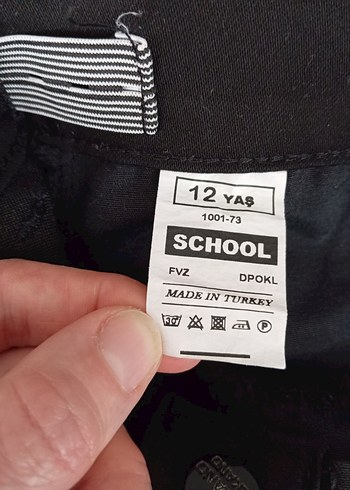 12 YAŞ
1001-73
SCHOOL
FVZ DPOKL
MADE IN TURKEY
30 P